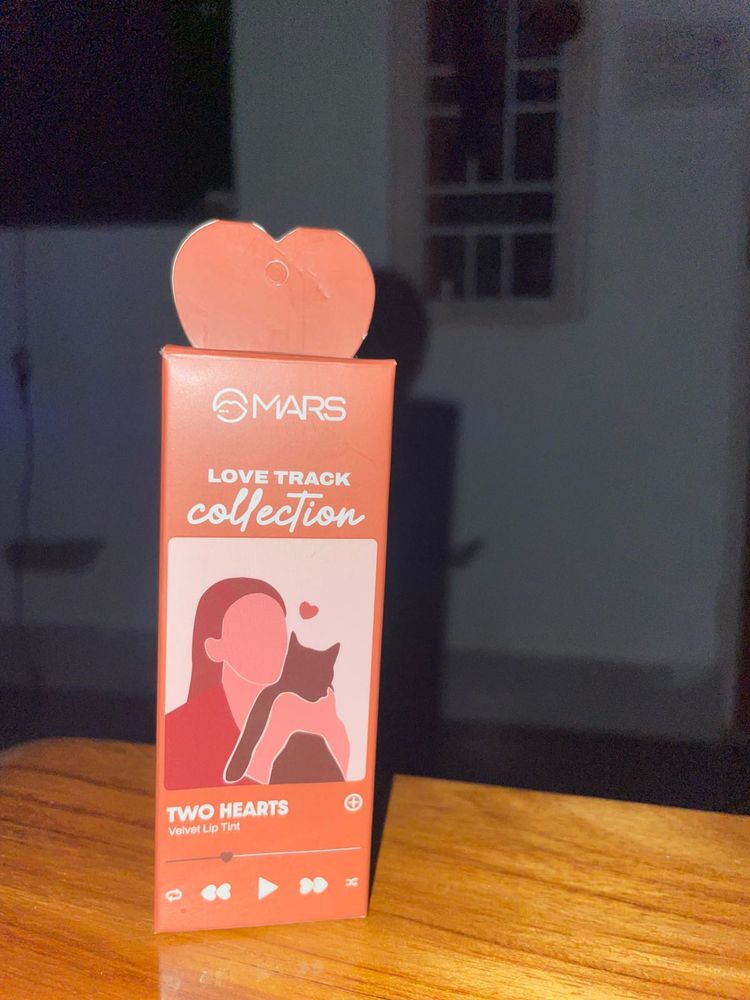 MARS
LOVE TRACK
collection
TWO HEARTS
Velvet Lip Tint